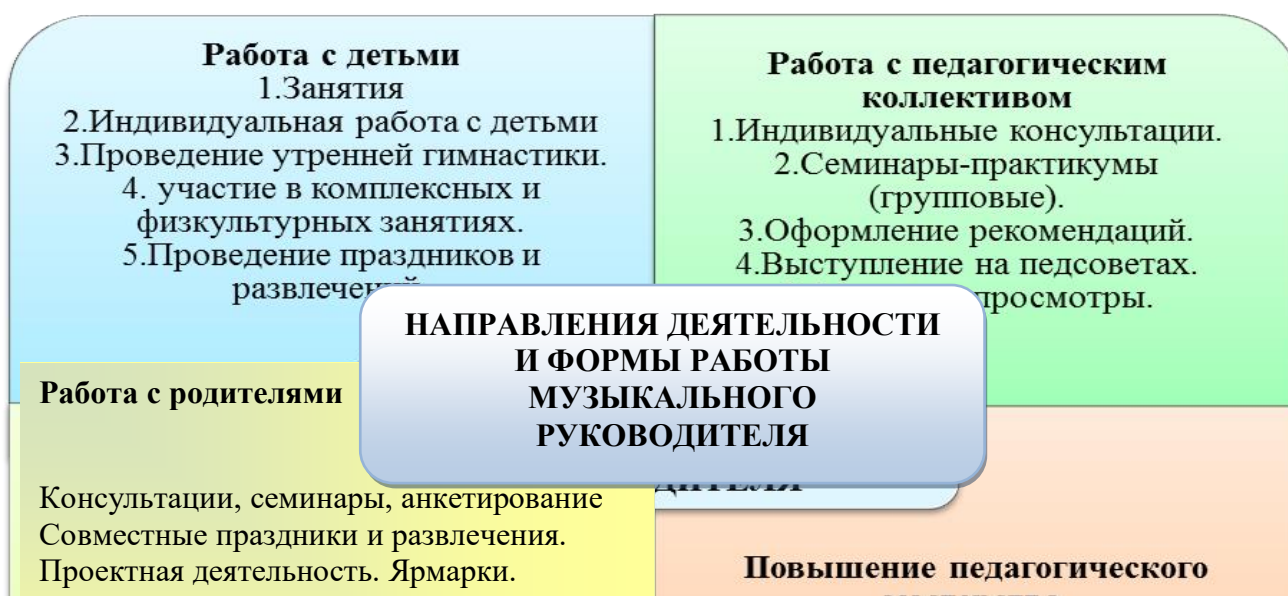 Работа с детьми
1.Занятия
2.Индивидуальная работа с детьми
3.Проведение утренней гимнастики.
4. участие в комплексных и
физкультурных занятиях.
5.Проведение праздников и
Работа с педагогическим
коллективом
1.Индивидуальные консультации.
2.Семинары-практикумы
(групповые).
3.Оформление рекомендаций.
4.Выступление на педсоветах.
просмотры.
НАПРАВЛЕНИЯ ДЕЯТЕЛЬНОСТИ
И ФОРМЫ РАБОТЫ
МУЗЫКАЛЬНОГО
РУКОВОДИТЕЛЯ
Работа с родителями
Консультации, семинары, анкетирование
Совместные праздники и развлечения.
Проектная деятельность. Ярмарки.
Повышение педагогического